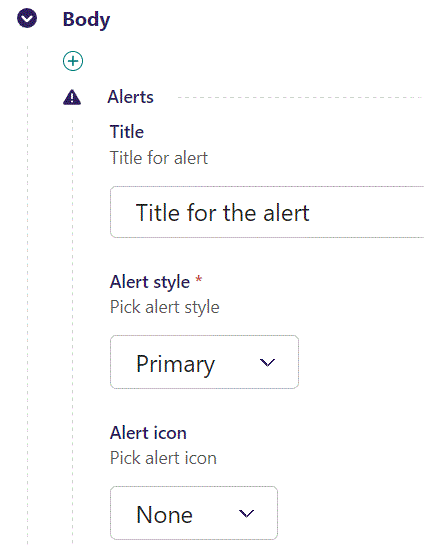 Body
Alerts
Title
Title for alert
Title for the alert
Alert style *
Pick alert style
Primary
Alert icon
Pick alert icon
None